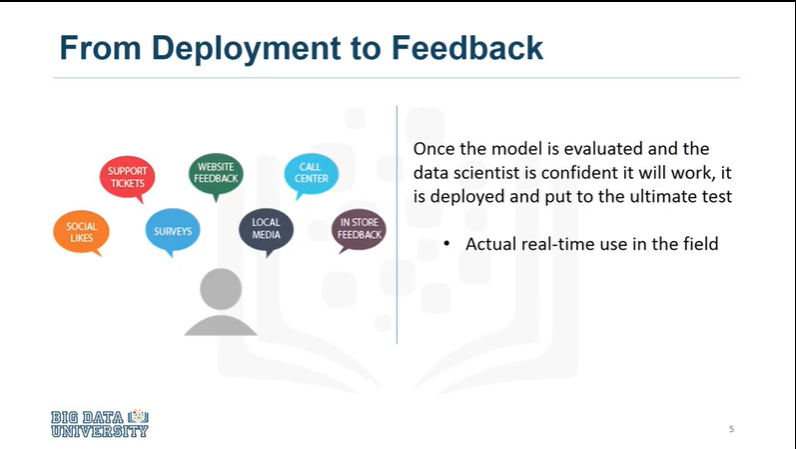 From Deployment to Feedback
SUPPORT
TICKETS
WEBSITE
FEEDBACK
CALL
CENTER
SOCIAL
LIKES
SURVEYS
LOCAL
MEDIA
IN STORE
FEEDBACK
Once the model is evaluated and the
data scientist is confident it will work, it
is deployed and put to the ultimate test
• Actual real-time use in the field
BIG DATA
UNIVERSITY
5